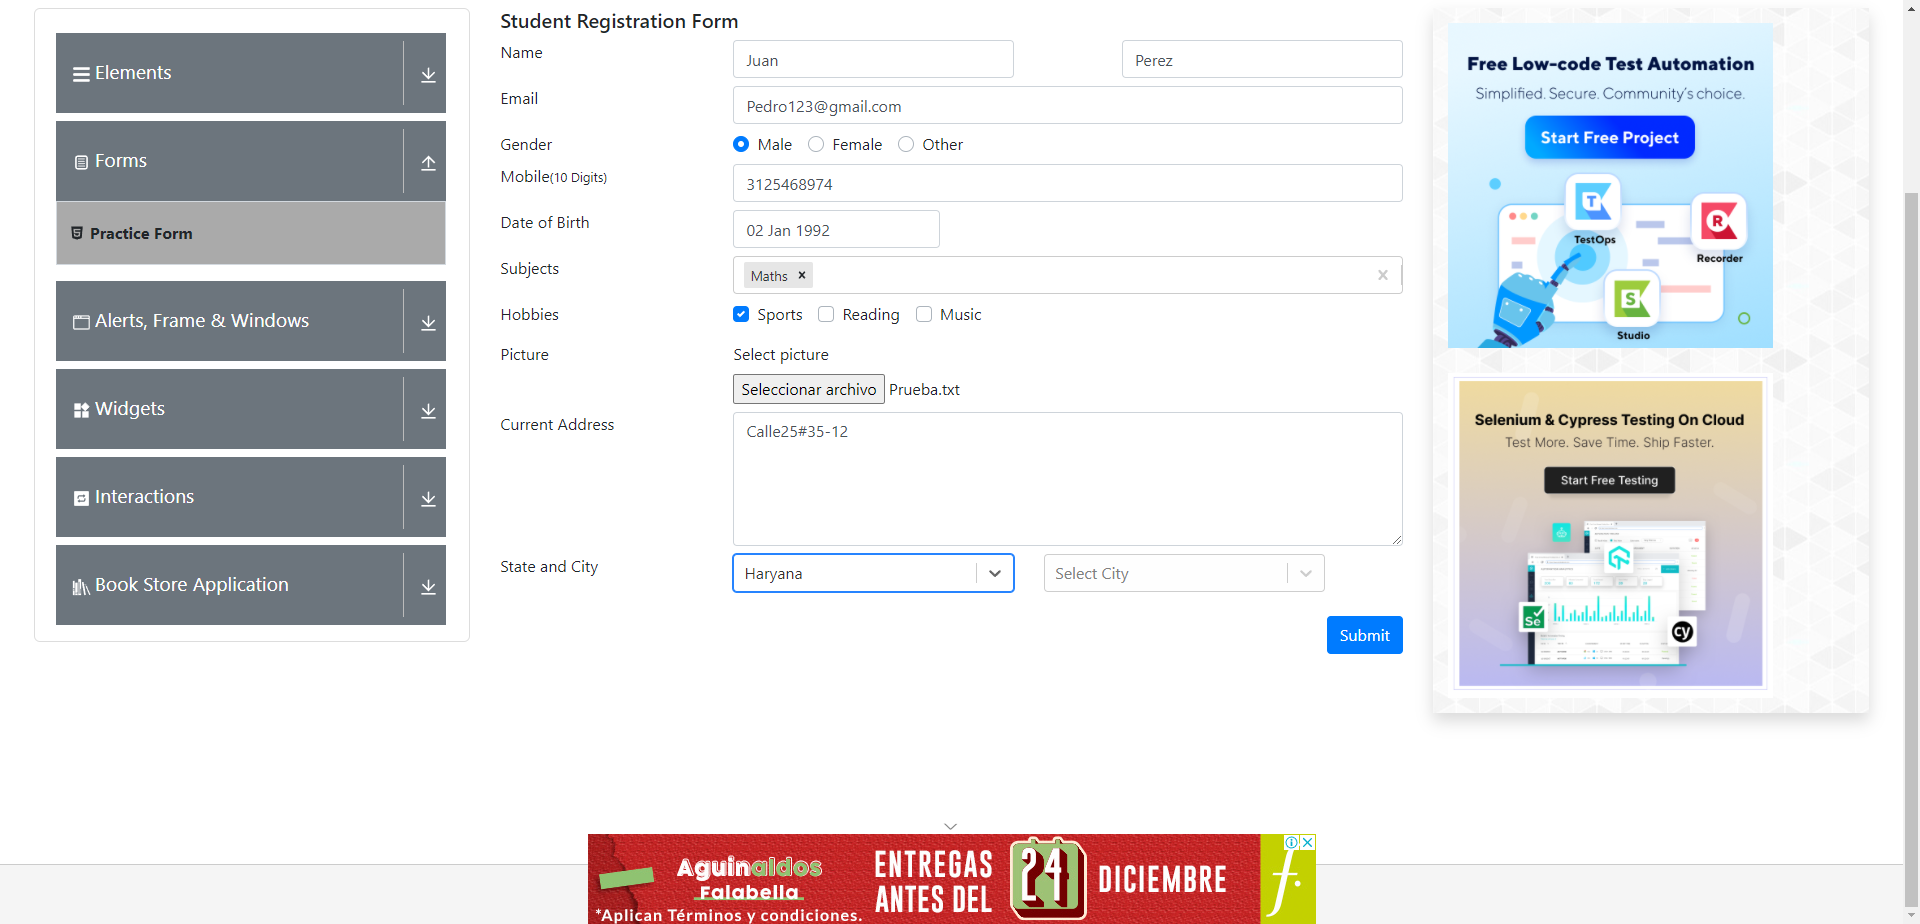 Elements
Forms
Practice Form
Alerts, Frame & Windows
Widgets
Interactions
Book Store Application
Student Registration Form
Name
Juan
Perez
Email
Pedro123@gmail.com
Gender
Male
Female
Other
Mobile(10 Digits)
3125468974
Date of Birth
02 Jan 1992
Subjects
Maths
Hobbies
Sports
Reading
Music
Picture
Select picture
Seleccionar archivo Prueba.txt
Current Address
Calle25#35-12
State and City
Haryana
Select City
Submit
Free Low-code Test Automation
Simplified. Secure. Community’s choice.
Start Free Project
T
TestOps
R
Recorder
S
Studio
Selenium & Cypress Testing On Cloud
Test More. Save Time. Ship Faster.
Start Free Testing
Se
cy
Aguinaldos
Falabella
*Aplican Términos y condiciones.
ENTREGAS
ANTES DEL
24
DICIEMBRE
f.